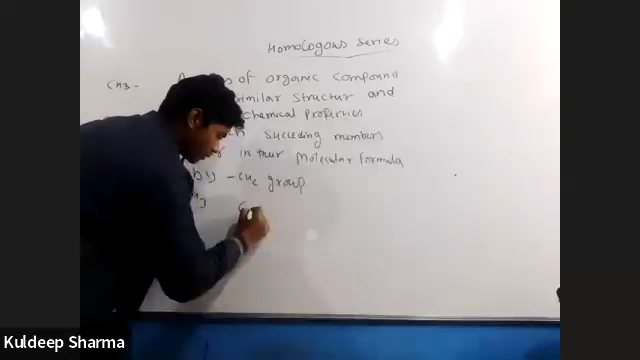 Homologous Series
CH3 -
of organic compound
similar structur and
chemical properties
succeding members
in their Molecular formula
by - CH2 group
Kuldeep Sharma